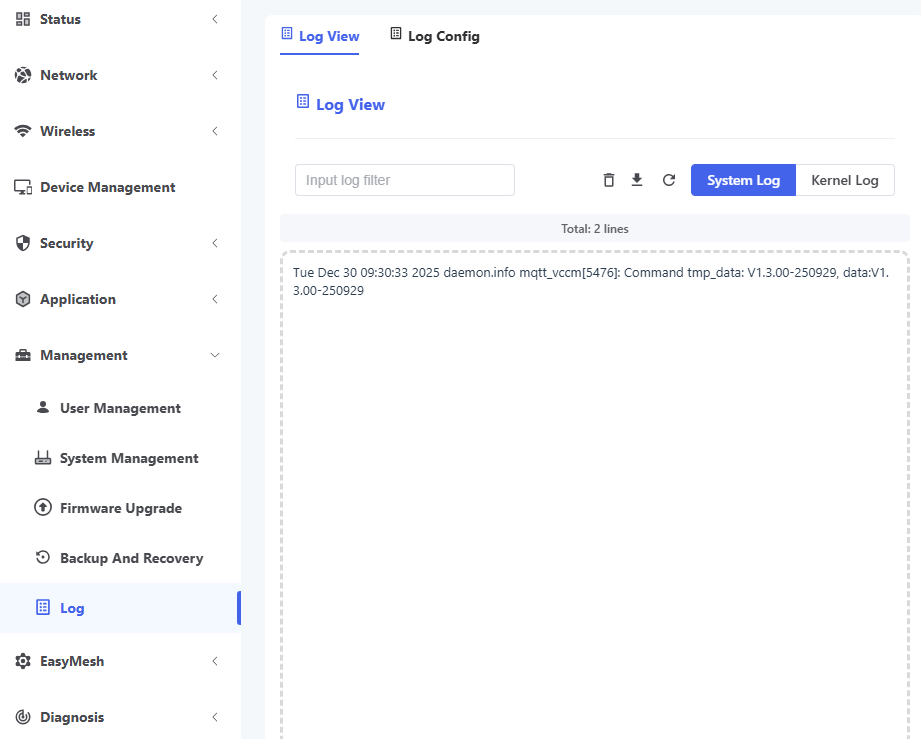 Status
Network
Wireless
Device Management
Security
Application
Management
User Management
System Management
Firmware Upgrade
Backup And Recovery
Log
EasyMesh
Diagnosis
Log View
Log Config
Log View
Input log filter
System Log
Kernel Log
Total: 2 lines
Tue Dec 30 09:30:33 2025 daemon.info mqtt_vccm[5476]: Command tmp_data: V1.3.00-250929, data:V1.
3.00-250929